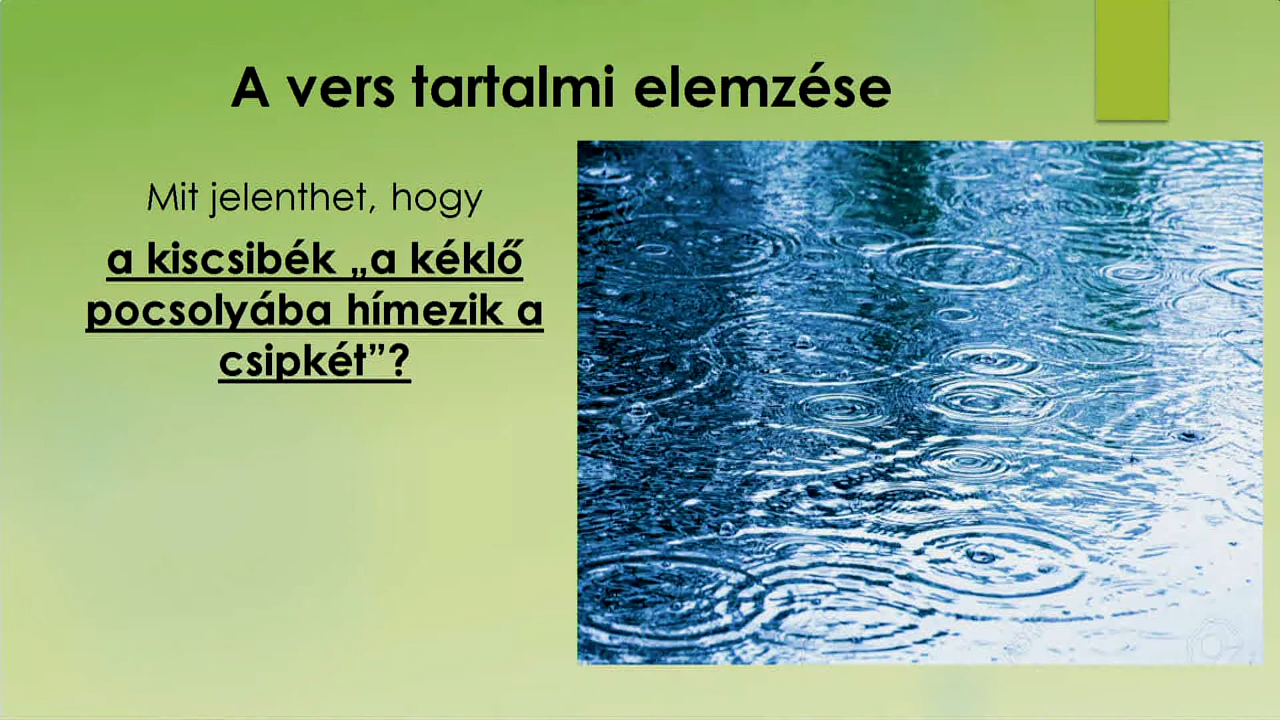 A vers tartalmi elemzése
Mit jelenthet, hogy
a kiscsibék „a kéklő
pocsolyába hímezik a
csipkét”?